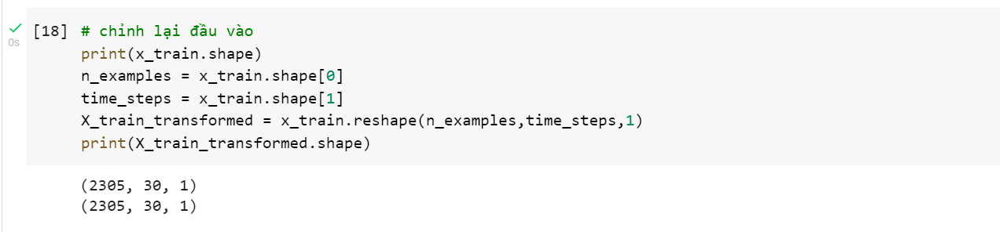 [18] # chỉnh lại đầu vào
0s
print(x_train.shape)
n_examples = x_train.shape[0]
time_steps = x_train.shape[1]
X_train_transformed = x_train.reshape(n_examples,time_steps,1)
print(X_train_transformed.shape)
(2305, 30, 1)
(2305, 30, 1)